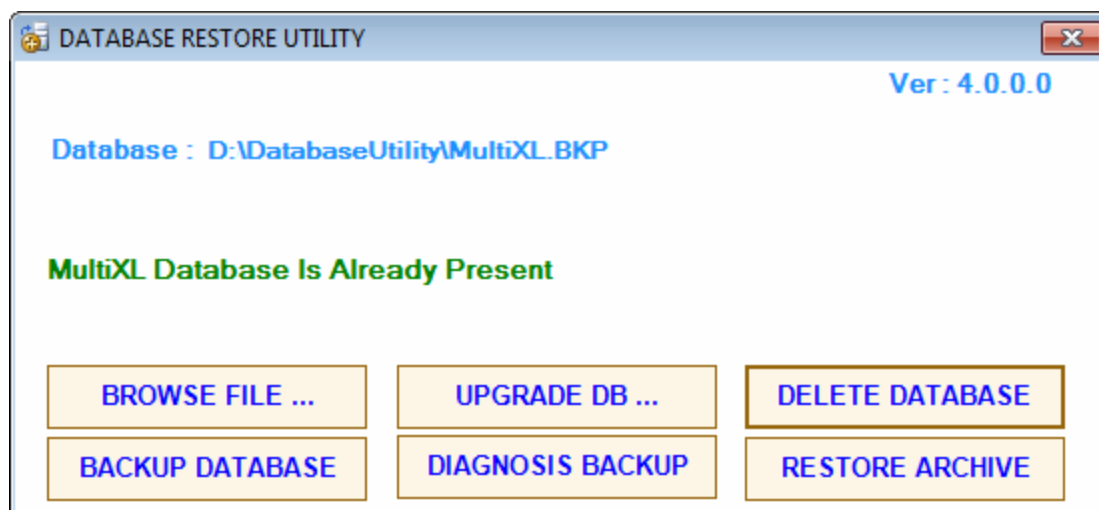 DATABASE RESTORE UTILITY
Ver : 4.0.0.0
Database : D:\DatabaseUtility\MultiXL.BKP
MultiXL Database Is Already Present
BROWSE FILE ... UPGRADE DB ... DELETE DATABASE
BACKUP DATABASE DIAGNOSIS BACKUP RESTORE ARCHIVE